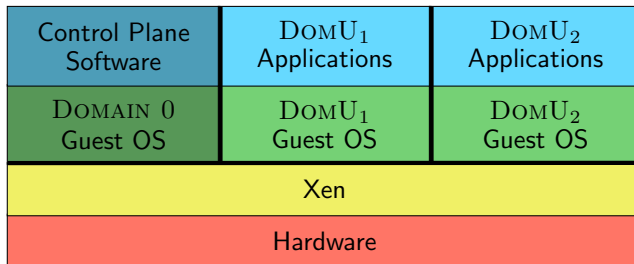 Control Plane
Software
DOMU₁
Applications
DOMU₂
Applications
DOMAIN 0
Guest OS
DOMU₁
Guest OS
DOMU₂
Guest OS
Xen
Hardware